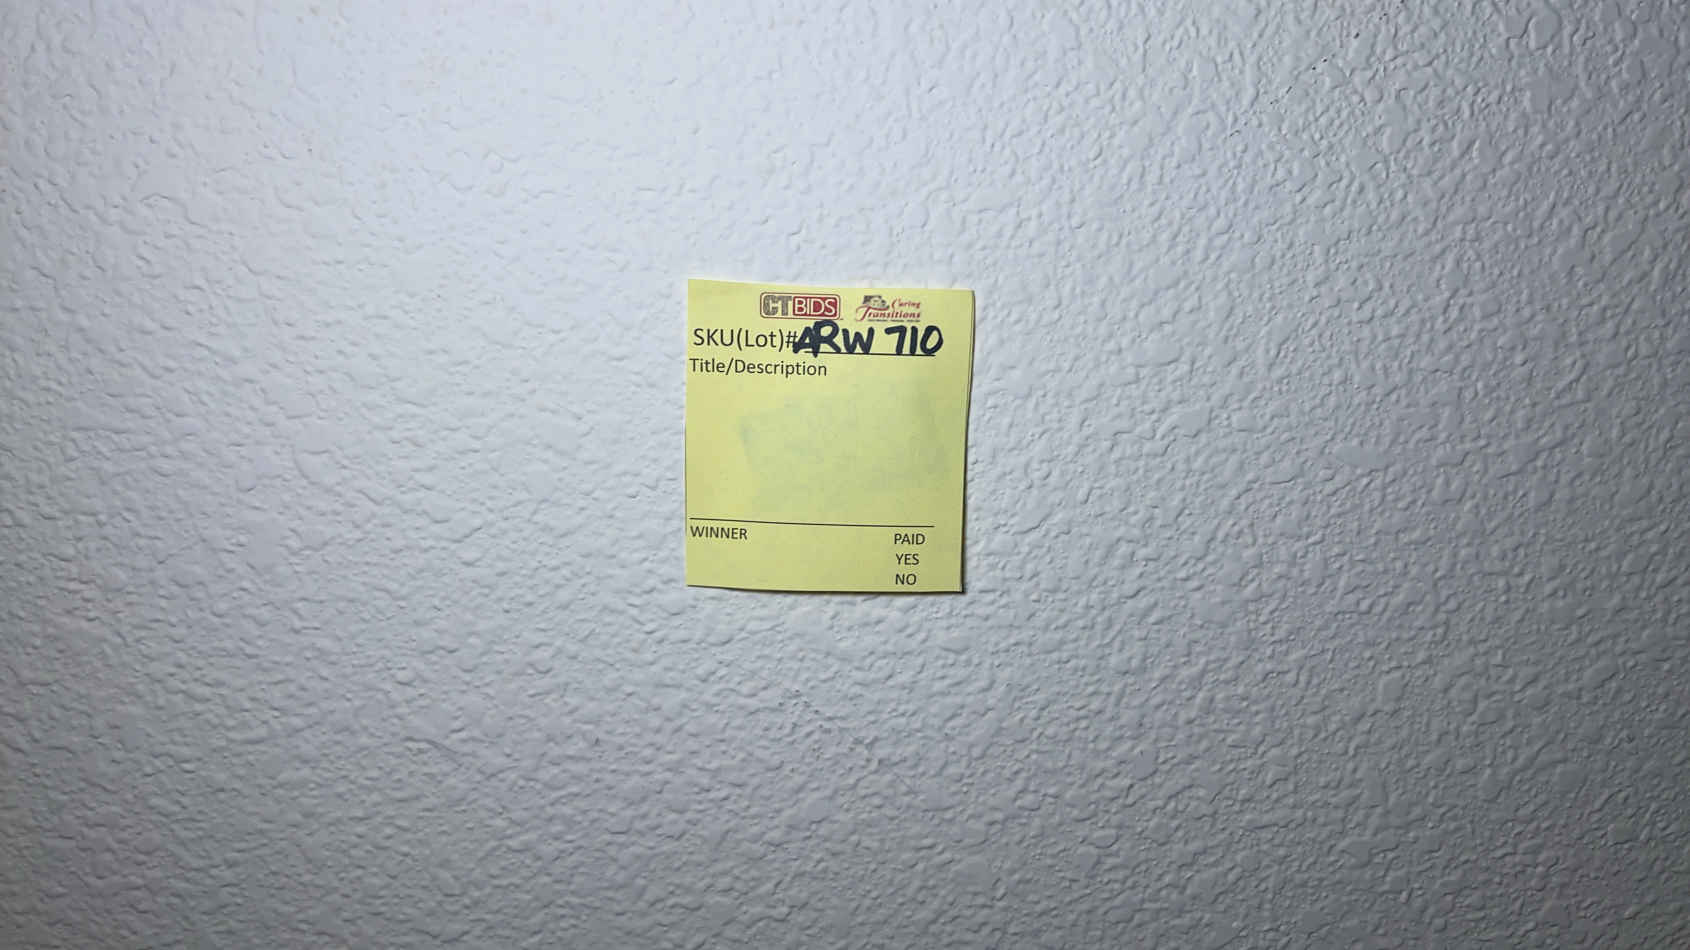 CTBIDS Caring Transitions
SKU(Lot)# ARW 710
Title/Description
WINNER PAID
YES
NO